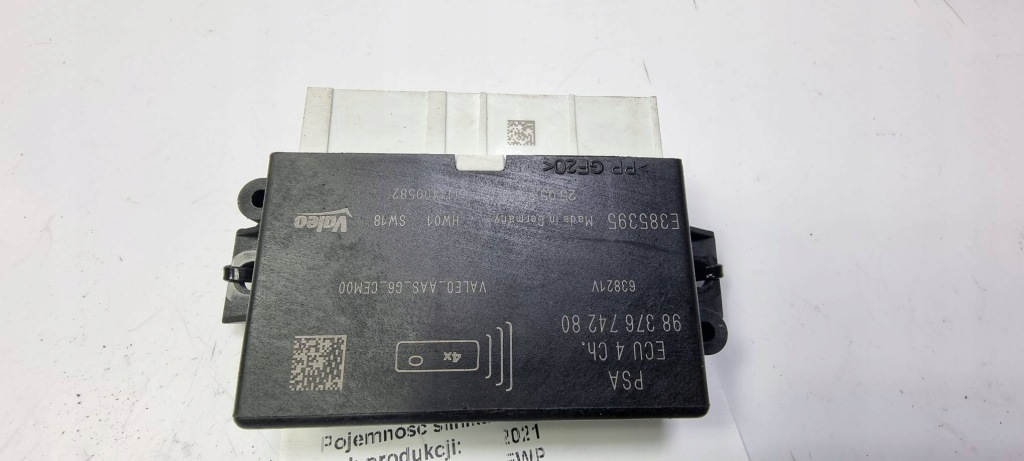 PSA
ECU 4 Ch.
98 376 742 80
4x
63821V
VALEO_AAS_G6_CEM00
E385395 Made in Germany HW01 SW18 Valeo
>PP GF20<
Pojemność
produkcji:
2021